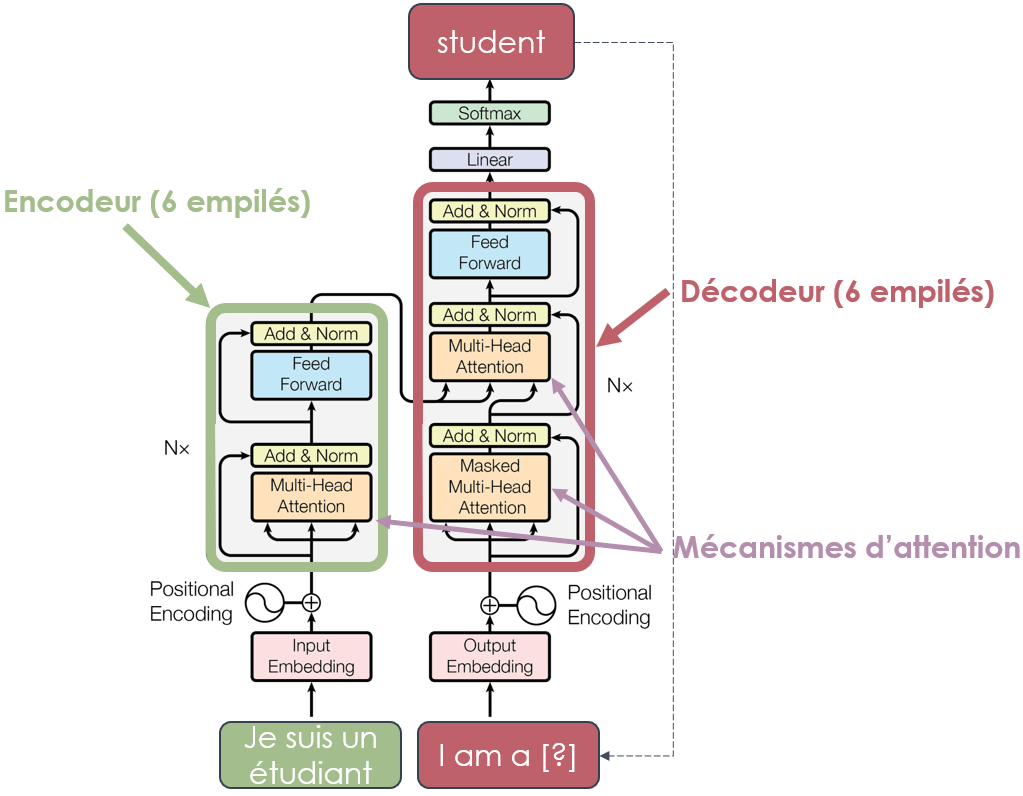 student
Softmax
Linear
Encodeur (6 empilés)
Add & Norm
Feed
Forward
Décodeur (6 empilés)
Add & Norm
Multi-Head
Attention
Nx
Add & Norm
Feed
Forward
Nx
Add & Norm
Masked
Multi-Head
Attention
Add & Norm
Multi-Head
Attention
Mécanismes d’attention
Positional
Encoding
Positional
Encoding
Input
Embedding
Output
Embedding
Je suis un
étudiant
I am a [?]